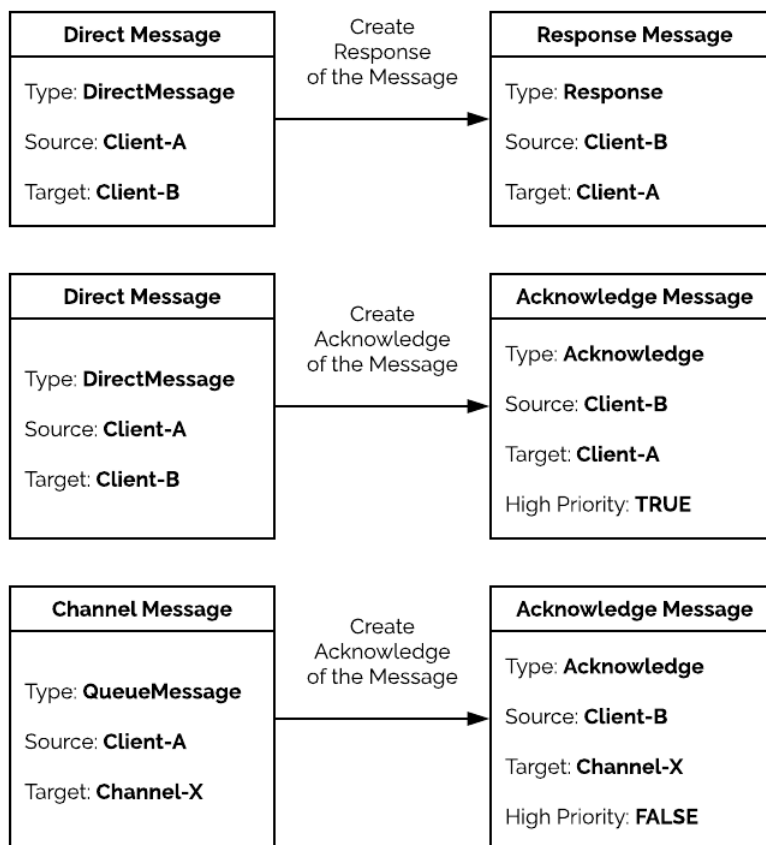 Direct Message
Type: DirectMessage
Source: Client-A
Target: Client-B
Create
Response
of the Message
Response Message
Type: Response
Source: Client-B
Target: Client-A
Direct Message
Type: DirectMessage
Source: Client-A
Target: Client-B
Create
Acknowledge
of the Message
Acknowledge Message
Type: Acknowledge
Source: Client-B
Target: Client-A
High Priority: TRUE
Channel Message
Type: QueueMessage
Source: Client-A
Target: Channel-X
Create
Acknowledge
of the Message
Acknowledge Message
Type: Acknowledge
Source: Client-B
Target: Channel-X
High Priority: FALSE